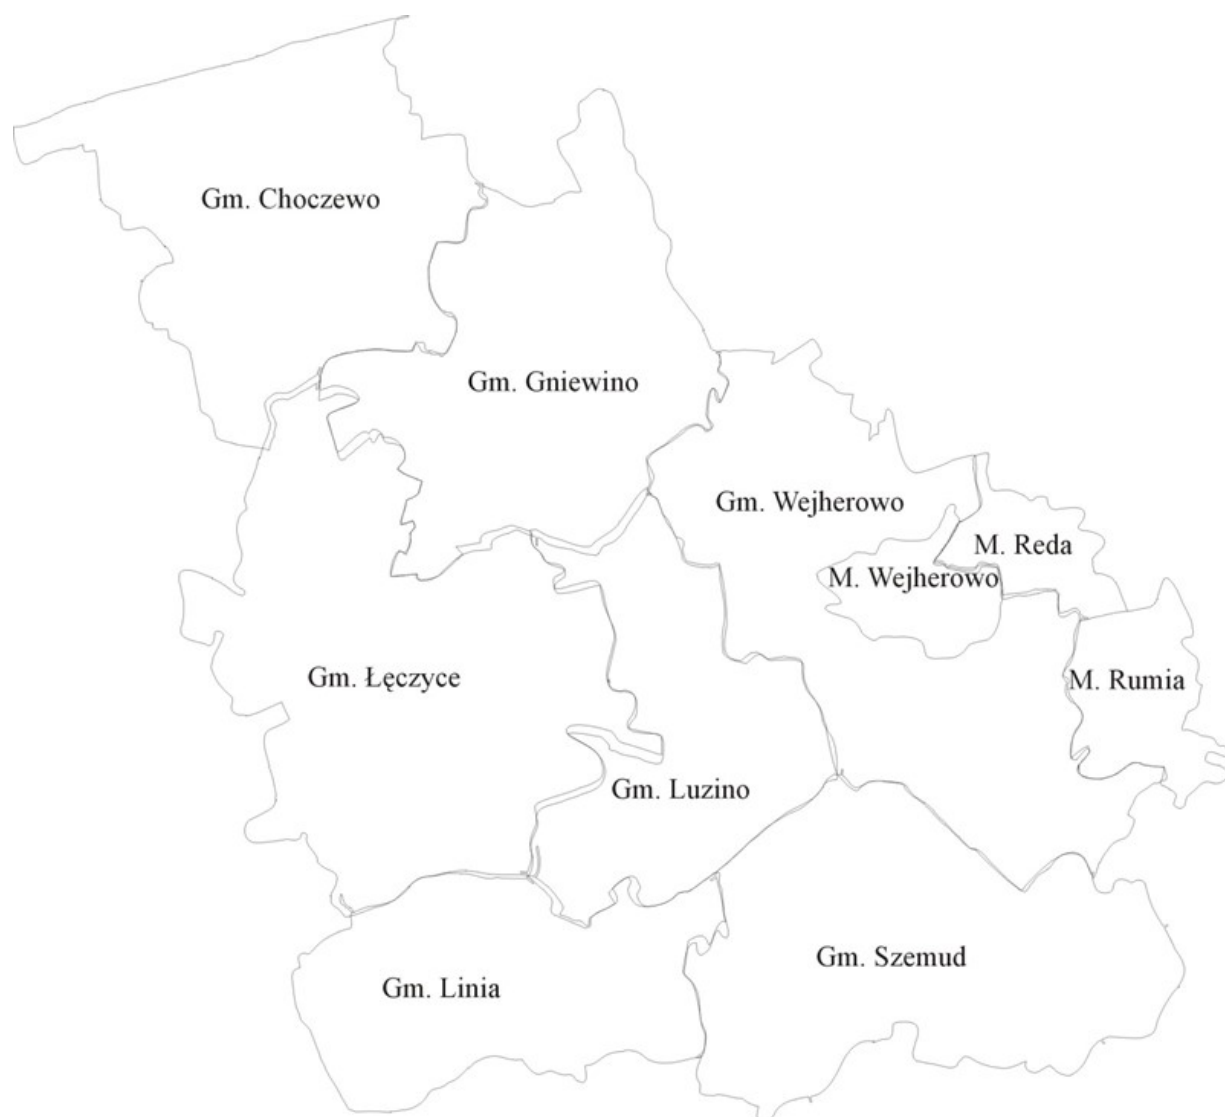 Gm. Choczewo
Gm. Gniewino
Gm. Wejherowo
M. Reda
M. Wejherowo
Gm. Łęczyce
M. Rumia
Gm. Luzino
Gm. Szemud
Gm. Linia